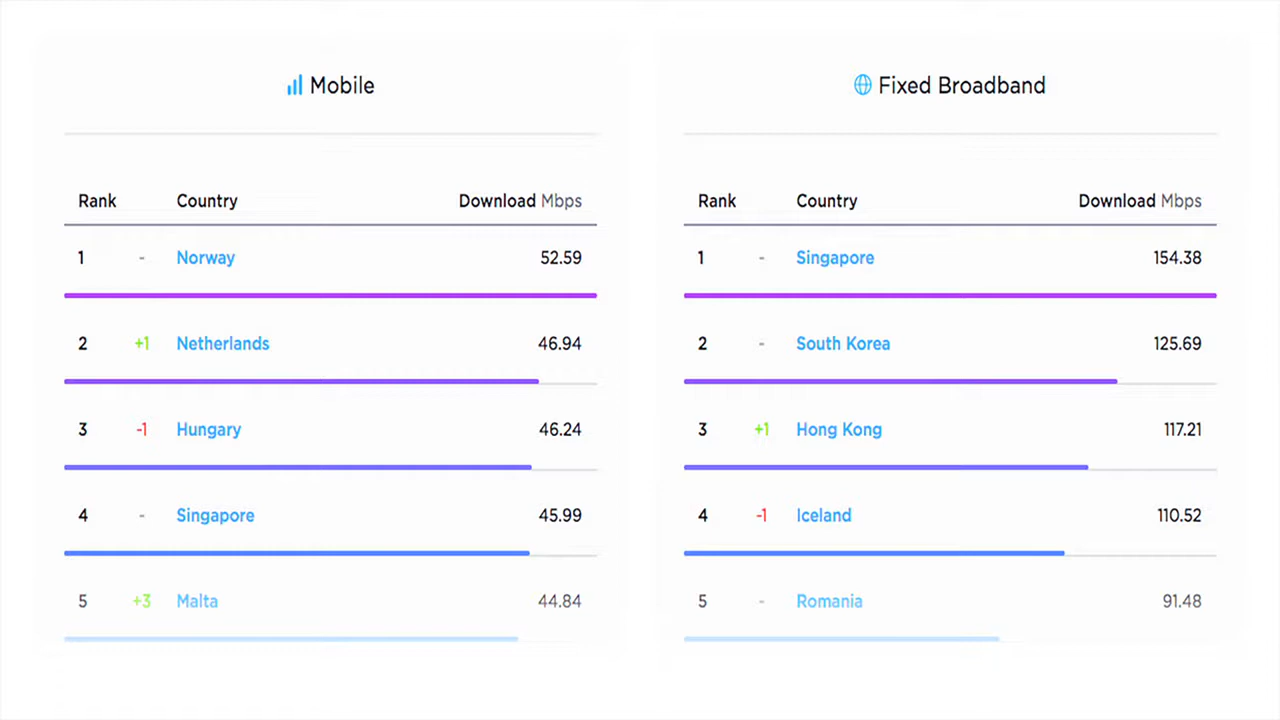 Mobile
Rank Country Download Mbps
1 - Norway 52.59
2 +1 Netherlands 46.94
3 -1 Hungary 46.24
4 - Singapore 45.99
5 +3 Malta 44.84
Fixed Broadband
Rank Country Download Mbps
1 - Singapore 154.38
2 - South Korea 125.69
3 +1 Hong Kong 117.21
4 -1 Iceland 110.52
5 - Romania 91.48